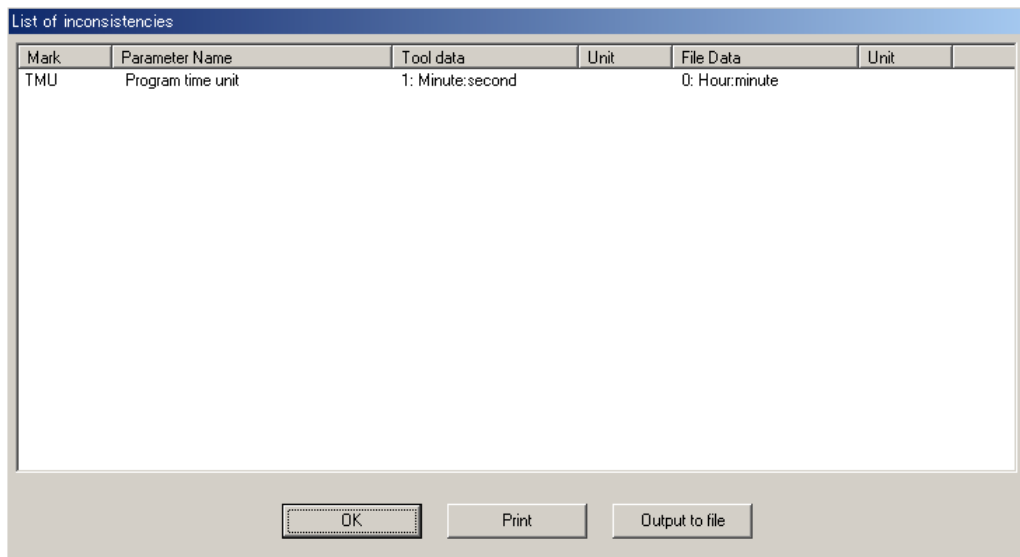 List of inconsistencies
Mark Parameter Name Tool data Unit File Data Unit
TMU Program time unit 1: Minute:second 0: Hour:minute
OK Print Output to file